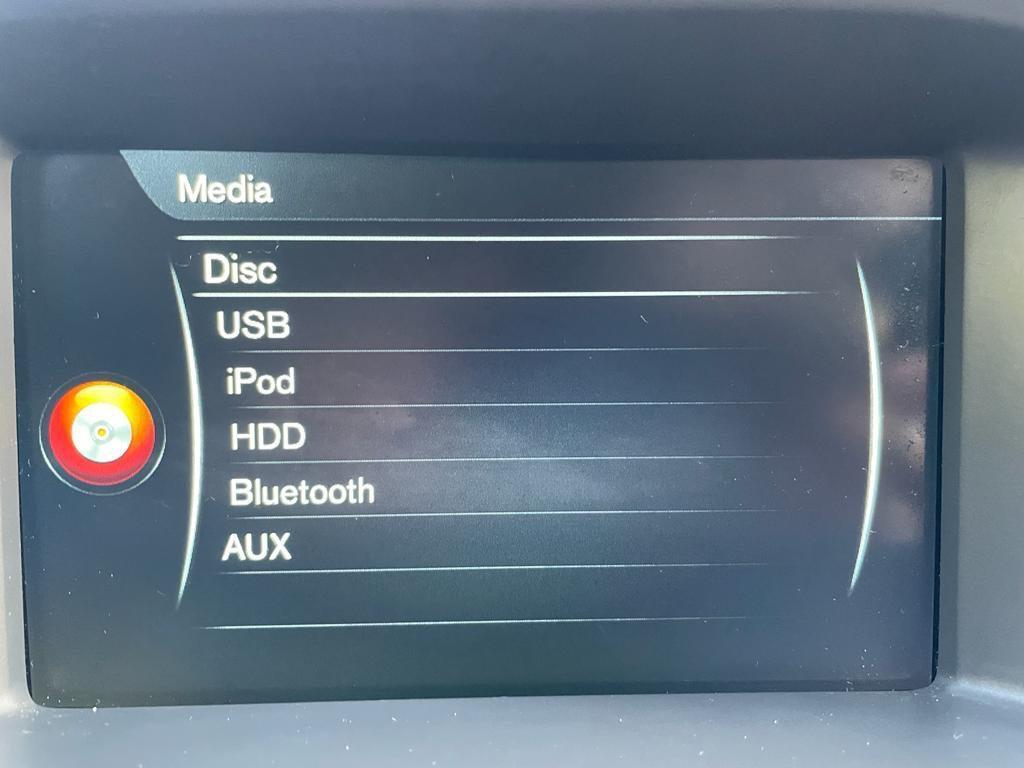 Media
Disc
USB
iPod
HDD
Bluetooth
AUX